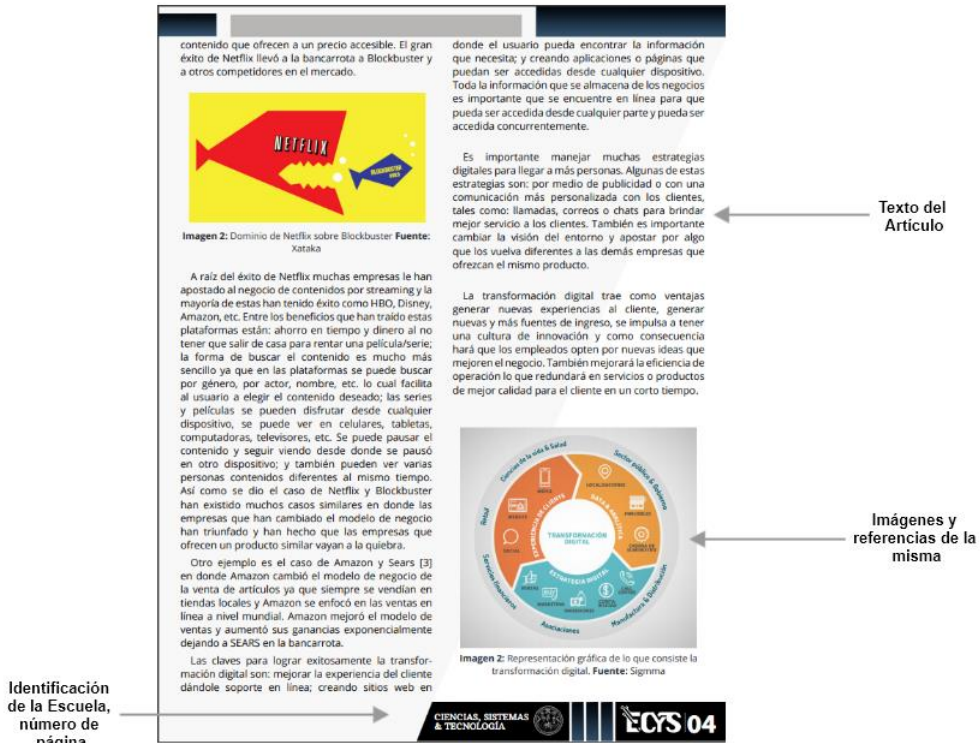 contenido que ofrecen a un precio accesible. El gran
éxito de Netflix llevó a la bancarrota a Blockbuster y
a otros competidores en el mercado.
NETFLIX
BLOCKBUSTER
VIDEO
Imagen 2: Dominio de Netflix sobre Blockbuster Fuente:
Xataka
A raíz del éxito de Netflix muchas empresas le han
apostado al negocio de contenidos por streaming y la
mayoría de estas han tenido éxito como HBO, Disney,
Amazon, etc. Entre los beneficios que han traído estas
plataformas están: ahorro en tiempo y dinero al no
tener que salir de casa para rentar una película/serie;
la forma de buscar el contenido es mucho más
sencillo ya que en las plataformas se puede buscar
por género, por actor, nombre, etc. lo cual facilita
al usuario a elegir el contenido deseado; las series
y películas se pueden disfrutar desde cualquier
dispositivo, se puede ver en celulares, tabletas,
computadoras, televisores, etc. Se puede pausar el
contenido y seguir viendo desde donde se pausó
en otro dispositivo; y también pueden ver varias
personas contenidos diferentes al mismo tiempo.
Así como se dio el caso de Netflix y Blockbuster
han existido muchos casos similares en donde las
empresas que han cambiado el modelo de negocio
han triunfado y han hecho que las empresas que
ofrecen un producto similar vayan a la quiebra.
Otro ejemplo es el caso de Amazon y Sears [3]
en donde Amazon cambió el modelo de negocio de
la venta de artículos ya que siempre se vendían en
tiendas locales y Amazon se enfocó en las ventas en
línea a nivel mundial. Amazon mejoró el modelo de
ventas y aumentó sus ganancias exponencialmente
dejando a SEARS en la bancarrota.
Las claves para lograr exitosamente la transfor-
mación digital son: mejorar la experiencia del cliente
dándole soporte en línea; creando sitios web en
donde el usuario pueda encontrar la información
que necesita; y creando aplicaciones o páginas que
puedan ser accedidas desde cualquier dispositivo.
Toda la información que se almacena de los negocios
es importante que se encuentre en línea para que
pueda ser accedida desde cualquier parte y pueda ser
accedida concurrentemente.
Es importante manejar muchas estrategias
digitales para llegar a más personas. Algunas de estas
estrategias son: por medio de publicidad o con una
comunicación más personalizada con los clientes,
tales como: llamadas, correos o chats para brindar
mejor servicio a los clientes. También es importante
cambiar la visión del entorno y apostar por algo
que los vuelva diferentes a las demás empresas que
ofrezcan el mismo producto.
La transformación digital trae como ventajas
generar nuevas experiencias al cliente, generar
nuevas y más fuentes de ingreso, se impulsa a tener
una cultura de innovación y como consecuencia
hará que los empleados opten por nuevas ideas que
mejoren el negocio. También mejorará la eficiencia de
operación lo que redundará en servicios o productos
de mejor calidad para el cliente en un corto tiempo.
Ciencias de la vida & Salud
Sector público & Gobierno
Manufactura & Distribución
Asociaciones
Servicios financieros
Retail
EXPERIENCIA DE CLIENTE
DATA & ANALÍTICA
ESTRATEGIA DIGITAL
TRANSFORMACIÓN
DIGITAL
Imagen 2: Representación gráfica de lo que consiste la
transformación digital. Fuente: Sigmma
CIENCIAS, SISTEMAS
& TECNOLOGÍA
ECYS 04
Texto del
Artículo
Imágenes y
referencias de la
misma
Identificación
de la Escuela,
número de
página